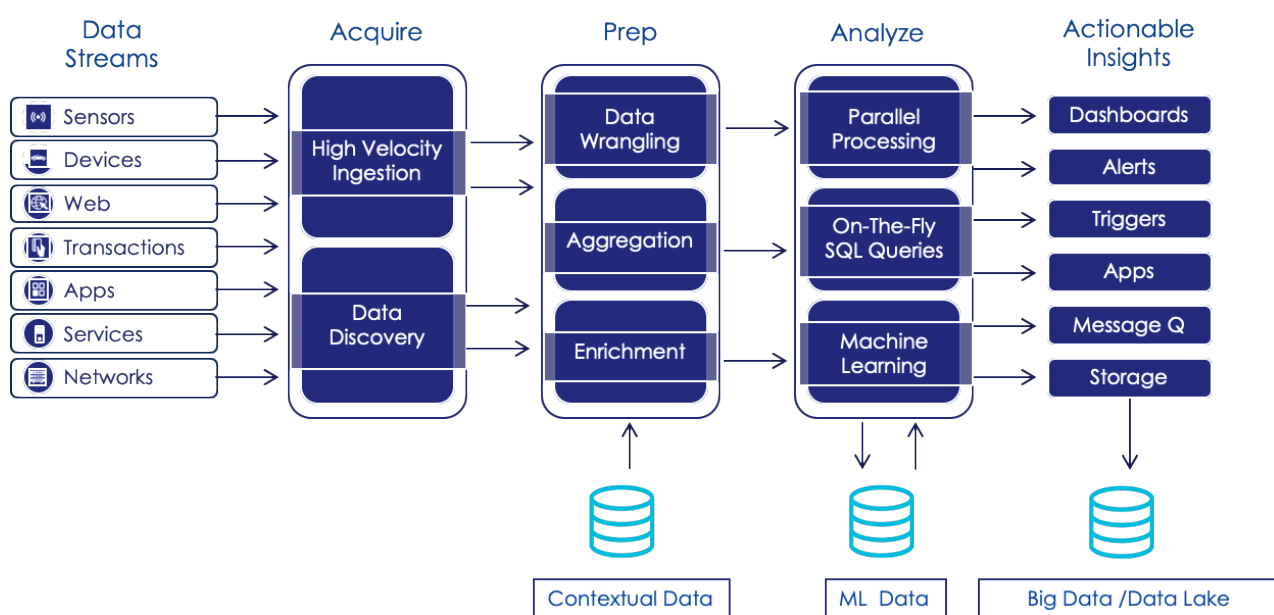 Data
Streams
Acquire
Prep
Analyze
Actionable
Insights
Sensors
Devices
Web
Transactions
Apps
Services
Networks
High Velocity
Ingestion
Data
Discovery
Data
Wrangling
Aggregation
Enrichment
Parallel
Processing
On-The-Fly
SQL Queries
Machine
Learning
Dashboards
Alerts
Triggers
Apps
Message Q
Storage
Contextual Data
ML Data
Big Data /Data Lake